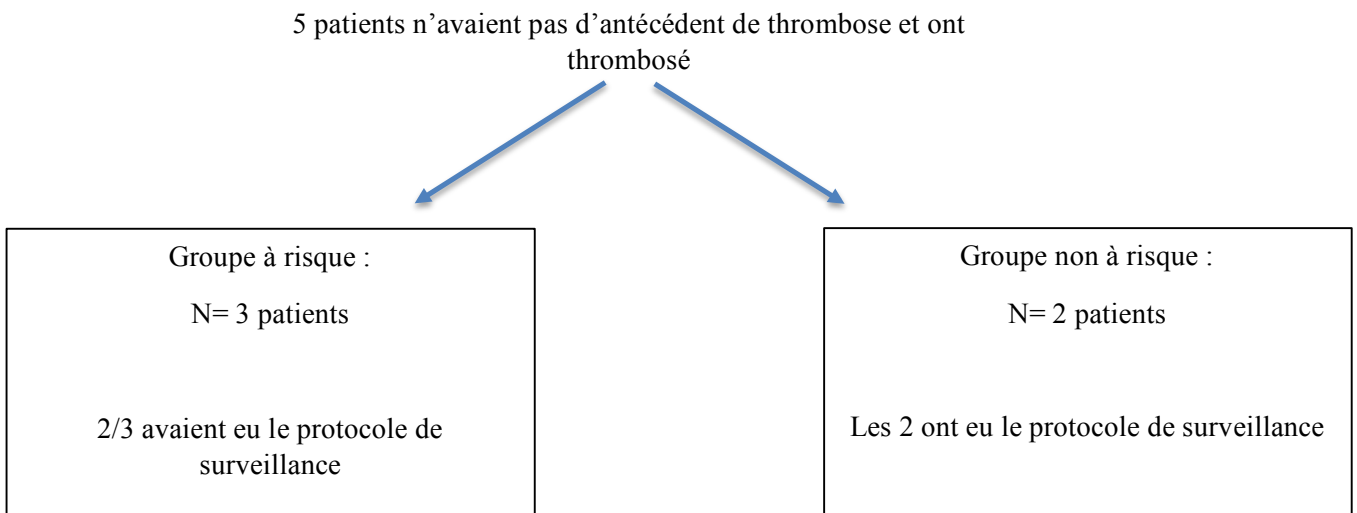 5 patients n’avaient pas d’antécédent de thrombose et ont
thrombosé
Groupe à risque :
N= 3 patients
2/3 avaient eu le protocole de
surveillance
Groupe non à risque :
N= 2 patients
Les 2 ont eu le protocole de surveillance